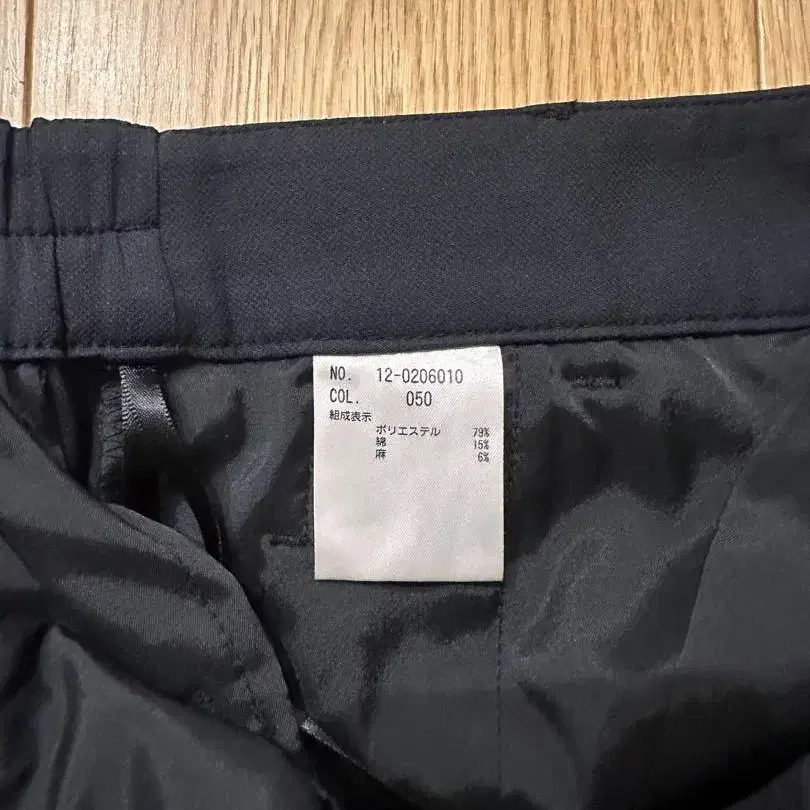 NO. 12-0206010
COL. 050
組成表示
ポリエステル 79%
綿 15%
麻 6%